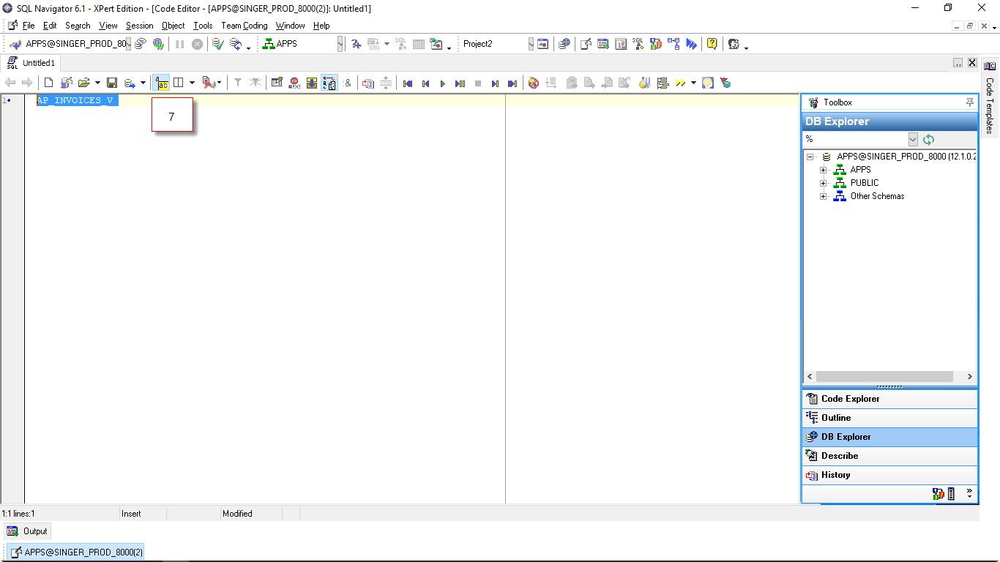 SQL Navigator 6.1 - XPert Edition - [Code Editor - [APPS@SINGER_PROD_8000(2)]: Untitled1]
File Edit Search View Session Object Tools Team Coding Window Help
APPS@SINGER_PROD_80 APPS Project2
Untitled1
1 AP_INVOICES_V
7
Toolbox
DB Explorer
%
APPS@SINGER_PROD_8000 (12.1.0.2
APPS
PUBLIC
Other Schemas
Code Explorer
Outline
DB Explorer
Describe
History
Code Templates
1:1 lines:1 Insert Modified
Output
APPS@SINGER_PROD_8000(2)